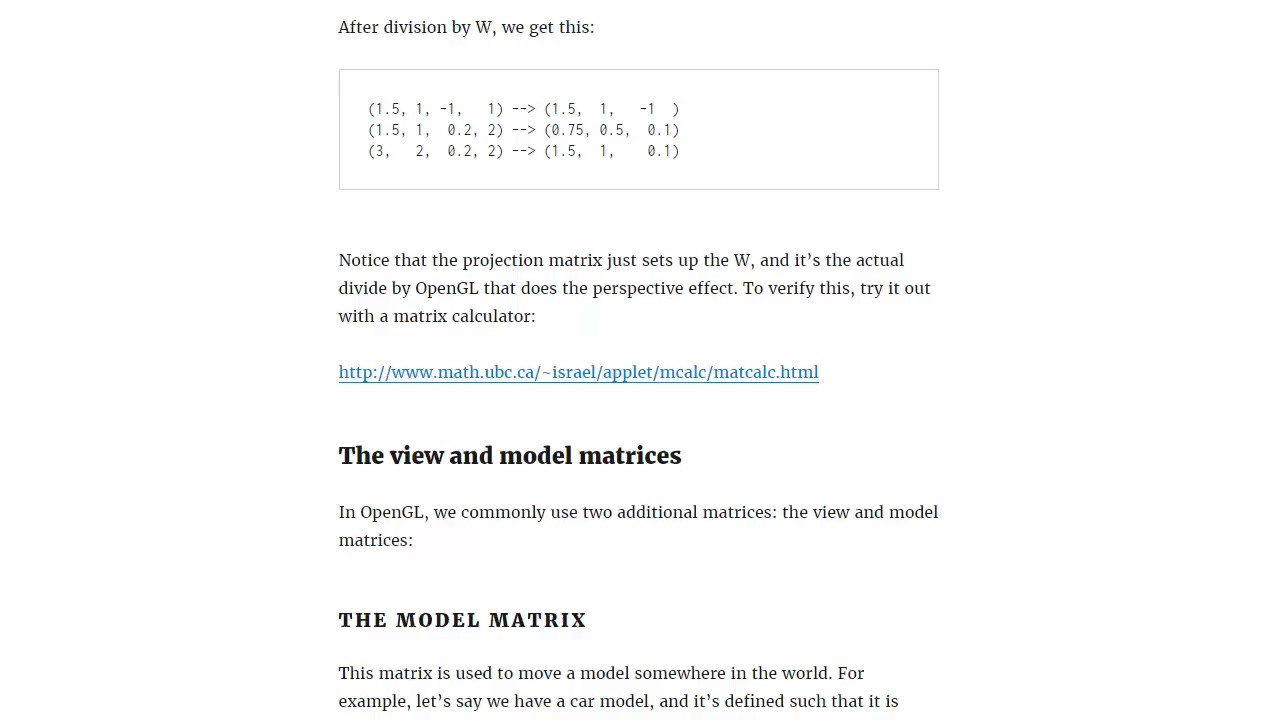 After division by W, we get this:
(1.5, 1, -1,   1) --> (1.5,  1,   -1  )
(1.5, 1,  0.2, 2) --> (0.75, 0.5,  0.1)
(3,   2,  0.2, 2) --> (1.5,  1,    0.1)
Notice that the projection matrix just sets up the W, and it’s the actual
divide by OpenGL that does the perspective effect. To verify this, try it out
with a matrix calculator:
http://www.math.ubc.ca/~israel/applet/mcalc/matcalc.html
The view and model matrices
In OpenGL, we commonly use two additional matrices: the view and model
matrices:
THE MODEL MATRIX
This matrix is used to move a model somewhere in the world. For
example, let’s say we have a car model, and it’s defined such that it is